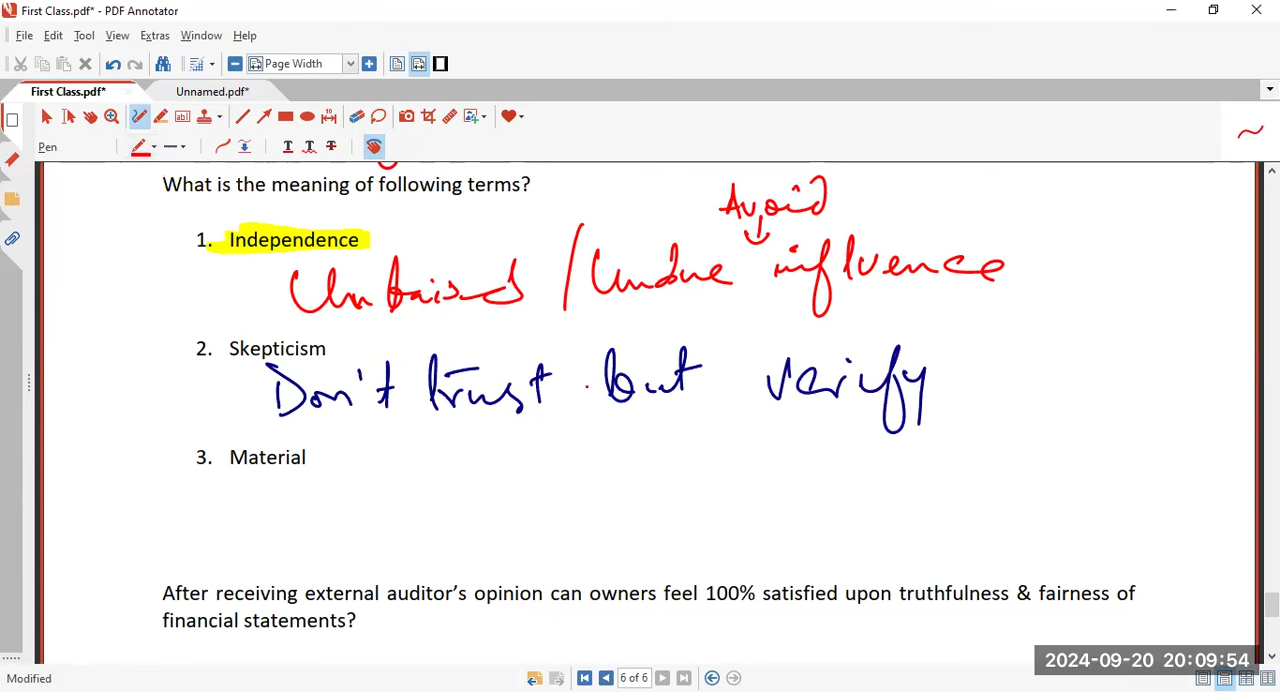 First Class.pdf* - PDF Annotator
File Edit Tool View Extras Window Help
Page Width
First Class.pdf* Unnamed.pdf*
Pen
What is the meaning of following terms?
Avoid
1. Independence
Unbaised / Undue influence
2. Skepticism
Don't trust but verify
3. Material
After receiving external auditor's opinion can owners feel 100% satisfied upon truthfulness & fairness of
financial statements?
2024-09-20 20:09:54
Modified
6 of 6